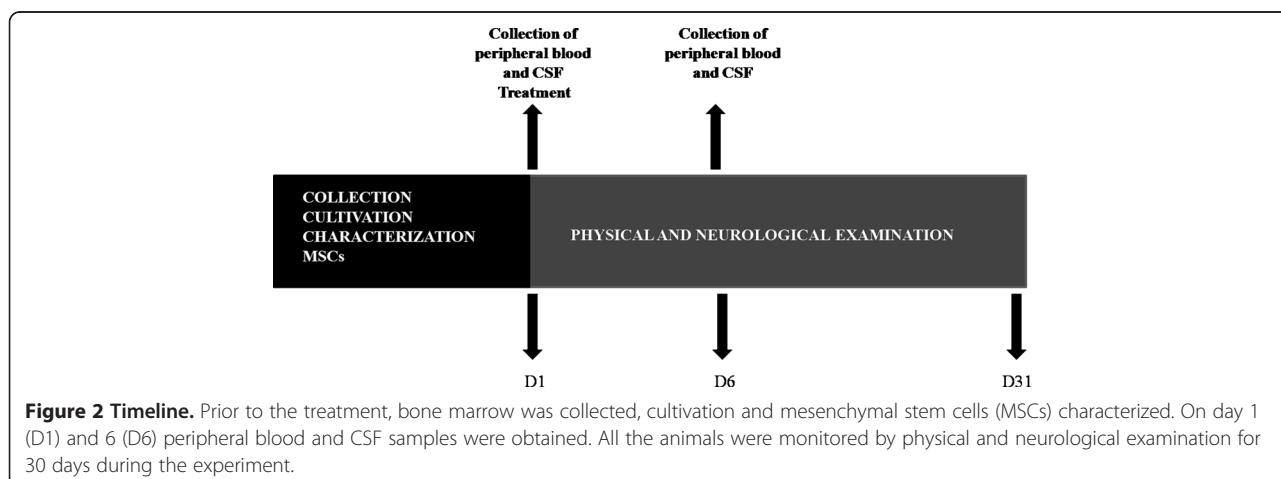 Collection of
peripheral blood
and CSF
Treatment
Collection of
peripheral blood
and CSF
COLLECTION
CULTIVATION
CHARACTERIZATION
MSCs
PHYSICAL AND NEUROLOGICAL EXAMINATION
D1
D6
D31
Figure 2 Timeline. Prior to the treatment, bone marrow was collected, cultivation and mesenchymal stem cells (MSCs) characterized. On day 1
(D1) and 6 (D6) peripheral blood and CSF samples were obtained. All the animals were monitored by physical and neurological examination for
30 days during the experiment.